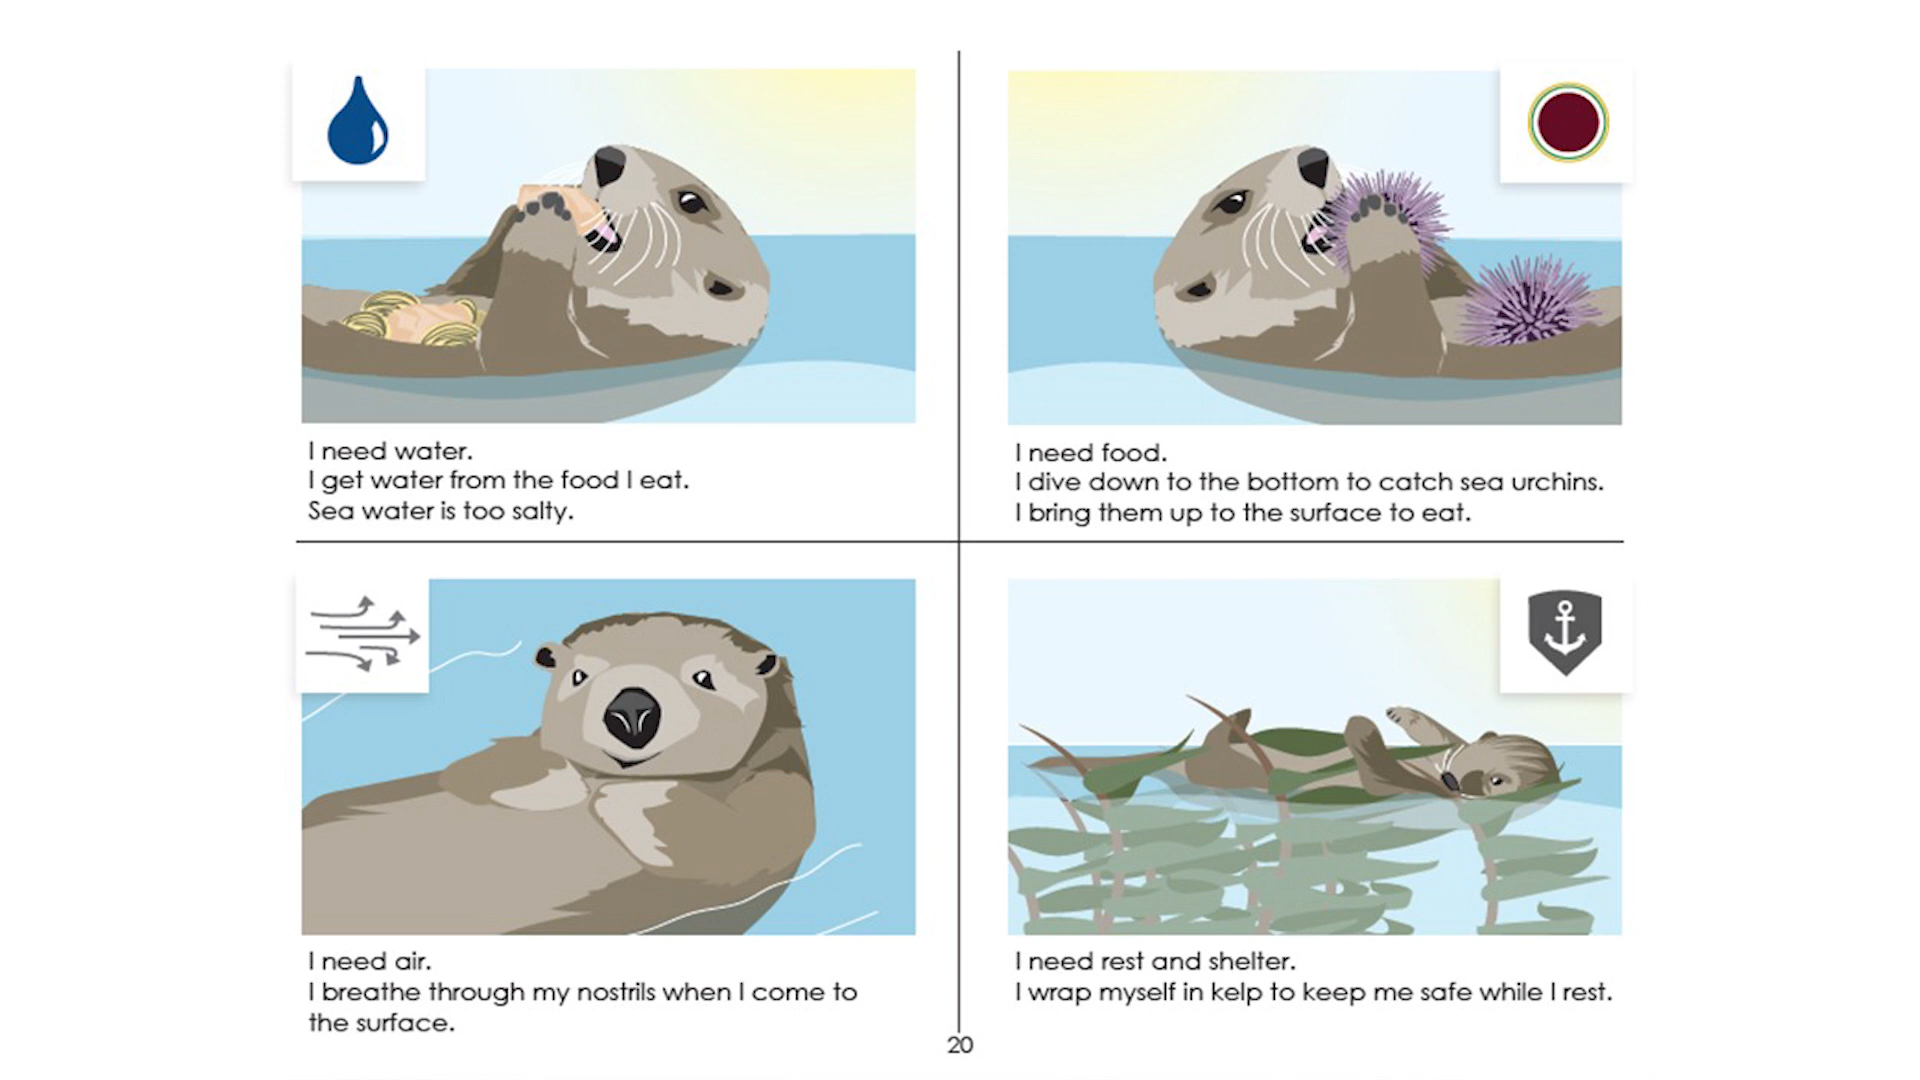 I need water.
I get water from the food I eat.
Sea water is too salty.
I need food.
I dive down to the bottom to catch sea urchins.
I bring them up to the surface to eat.
I need air.
I breathe through my nostrils when I come to
the surface.
I need rest and shelter.
I wrap myself in kelp to keep me safe while I rest.
20